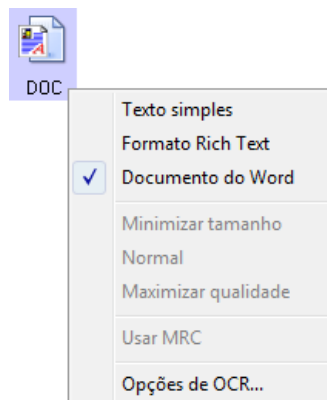 DOC
Texto simples
Formato Rich Text
Documento do Word
Minimizar tamanho
Normal
Maximizar qualidade
Usar MRC
Opções de OCR...